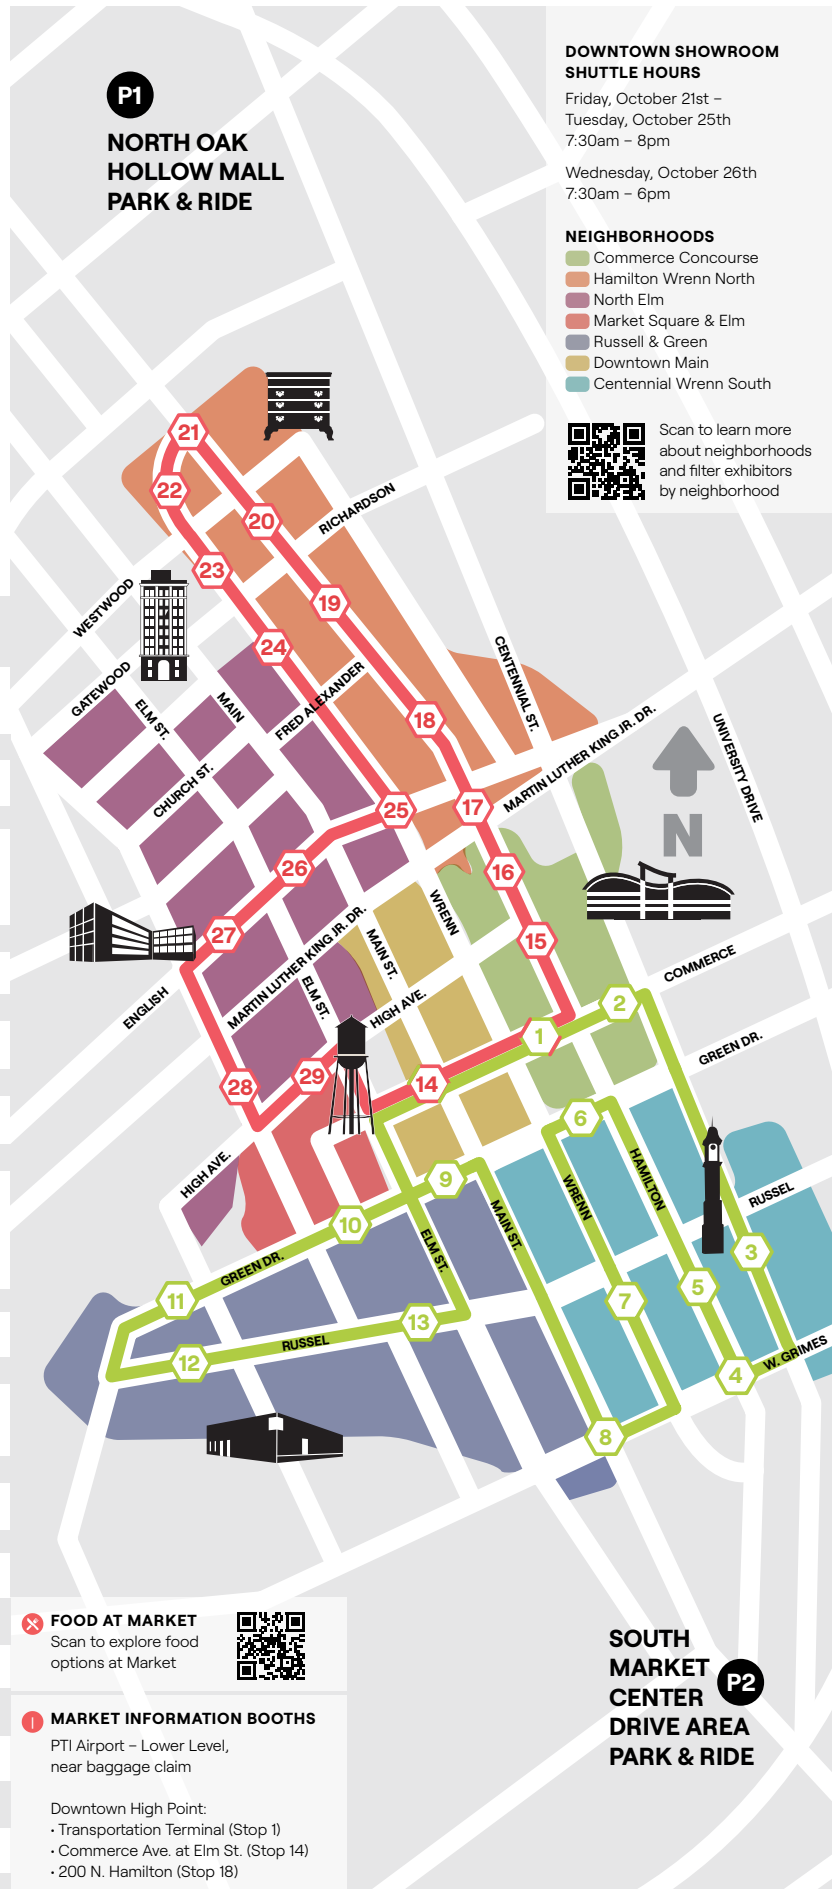 P1
NORTH OAK
HOLLOW MALL
PARK & RIDE
DOWNTOWN SHOWROOM
SHUTTLE HOURS
Friday, October 21st –
Tuesday, October 25th
7:30am – 8pm
Wednesday, October 26th
7:30am – 6pm
NEIGHBORHOODS
Commerce Concourse
Hamilton Wrenn North
North Elm
Market Square & Elm
Russell & Green
Downtown Main
Centennial Wrenn South
Scan to learn more
about neighborhoods
and filter exhibitors
by neighborhood
21
22
20
RICHARDSON
23
19
WESTWOOD
24
GATEWOOD
ELM ST.
MAIN
FRED ALEXANDER
CENTENNIAL ST.
18
MARTIN LUTHER KING JR. DR.
UNIVERSITY DRIVE
CHURCH ST.
25
17
N
26
16
WRENN
27
MARTIN LUTHER KING JR. DR.
MAIN ST.
15
COMMERCE
ENGLISH
ELM ST.
HIGH AVE.
2
1
GREEN DR.
28
29
14
6
HIGH AVE.
9
WRENN
HAMILTON
RUSSEL
10
ELM ST.
MAIN ST.
3
GREEN DR.
5
11
7
13
RUSSEL
12
W. GRIMES
4
8
FOOD AT MARKET
Scan to explore food
options at Market
I MARKET INFORMATION BOOTHS
PTI Airport – Lower Level,
near baggage claim
Downtown High Point:
• Transportation Terminal (Stop 1)
• Commerce Ave. at Elm St. (Stop 14)
• 200 N. Hamilton (Stop 18)
SOUTH
MARKET
CENTER
DRIVE AREA
PARK & RIDE
P2